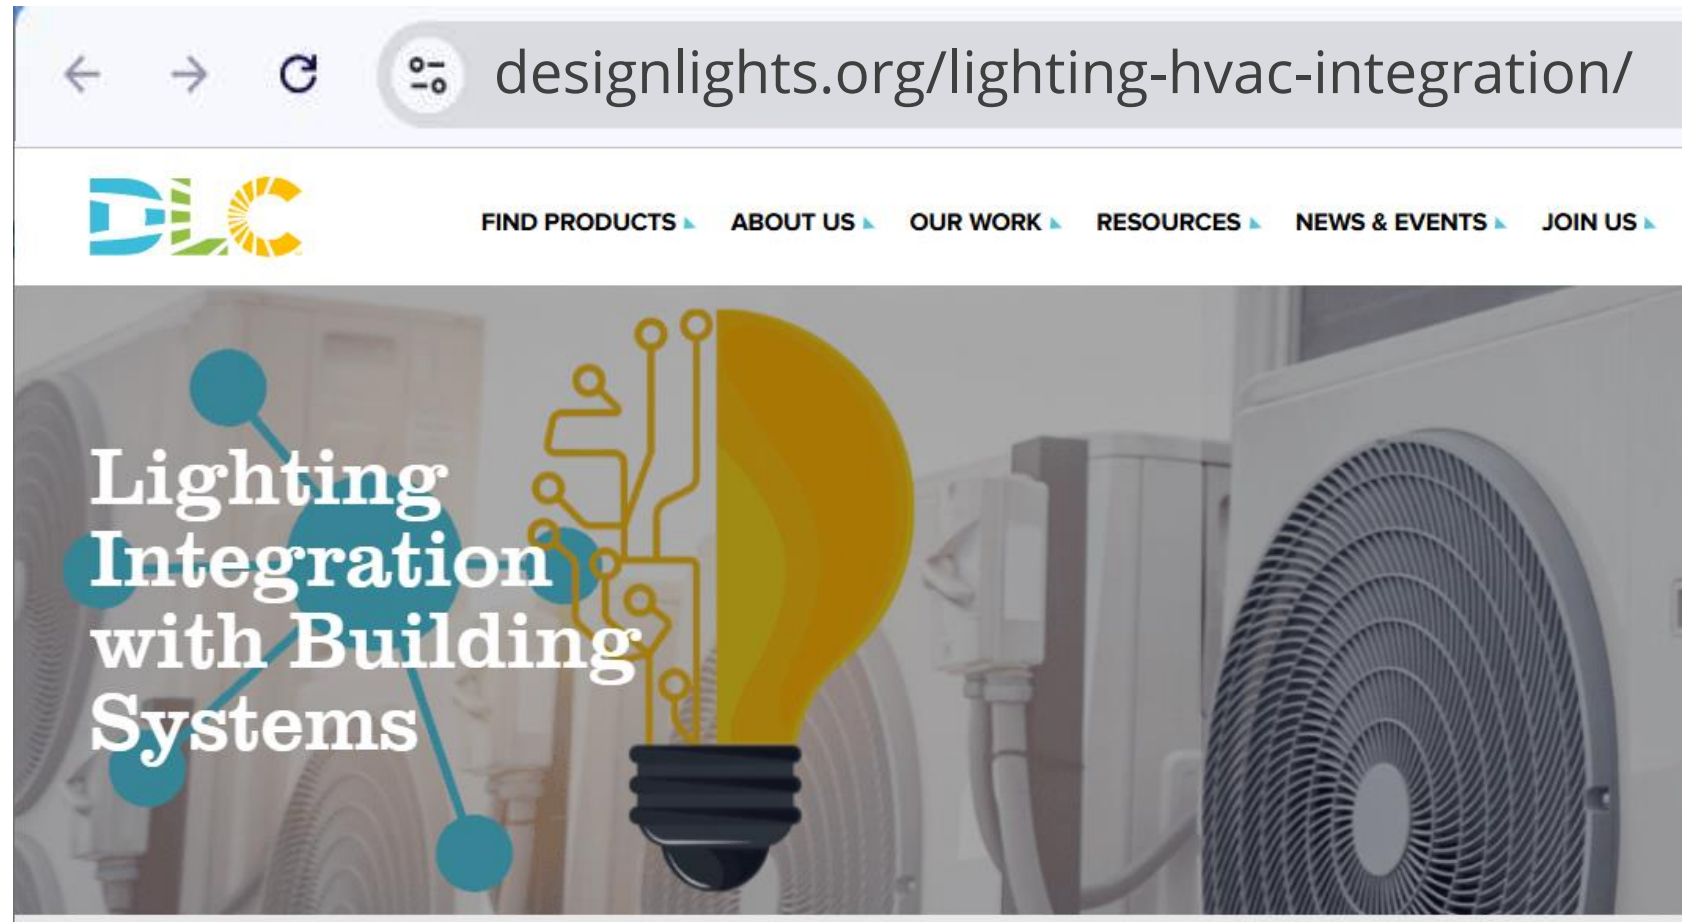 designlights.org/lighting-hvac-integration/
DLC
FIND PRODUCTS ABOUT US OUR WORK RESOURCES NEWS & EVENTS JOIN US
Lighting
Integration
with Building
Systems